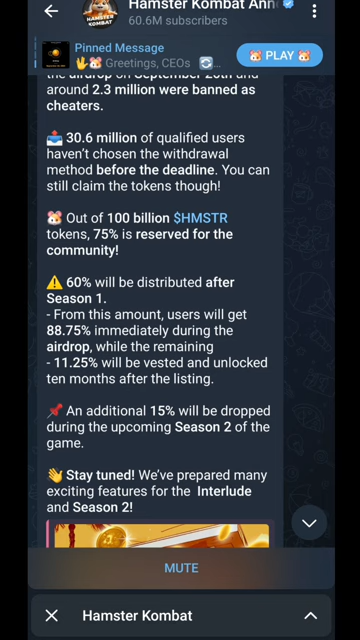 Hamster Kombat Ann
60.6M subscribers
Pinned Message
Greetings, CEOs
PLAY
the airdrop on September 26th and
around 2.3 million were banned as
cheaters.
📤 30.6 million of qualified users
haven't chosen the withdrawal
method before the deadline. You can
still claim the tokens though!
🐹 Out of 100 billion $HMSTR
tokens, 75% is reserved for the
community!
⚠️ 60% will be distributed after
Season 1.
- From this amount, users will get
88.75% immediately during the
airdrop, while the remaining
- 11.25% will be vested and unlocked
ten months after the listing.
📌 An additional 15% will be dropped
during the upcoming Season 2 of the
game.
👋 Stay tuned! We've prepared many
exciting features for the Interlude
and Season 2!
MUTE
Hamster Kombat